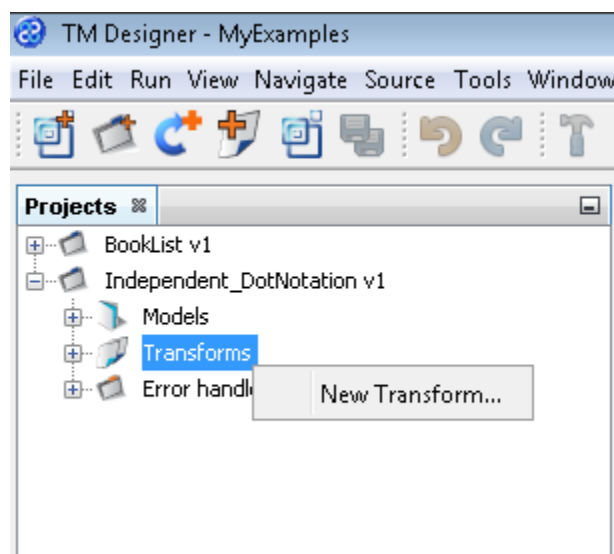 TM Designer - MyExamples
File Edit Run View Navigate Source Tools Window
Projects
BookList v1
Independent_DotNotation v1
Models
Transforms
Error handle
New Transform...